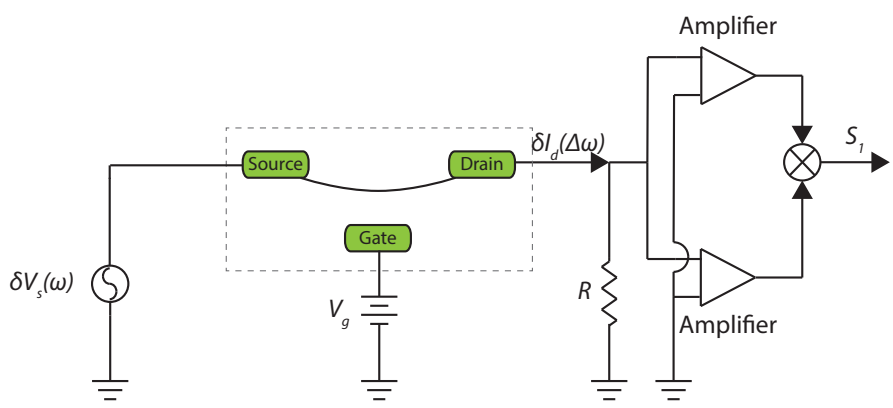 Amplifier
δI_d(Δω)
S_1
Source
Drain
Gate
δV_s(ω)
V_g
R
Amplifier